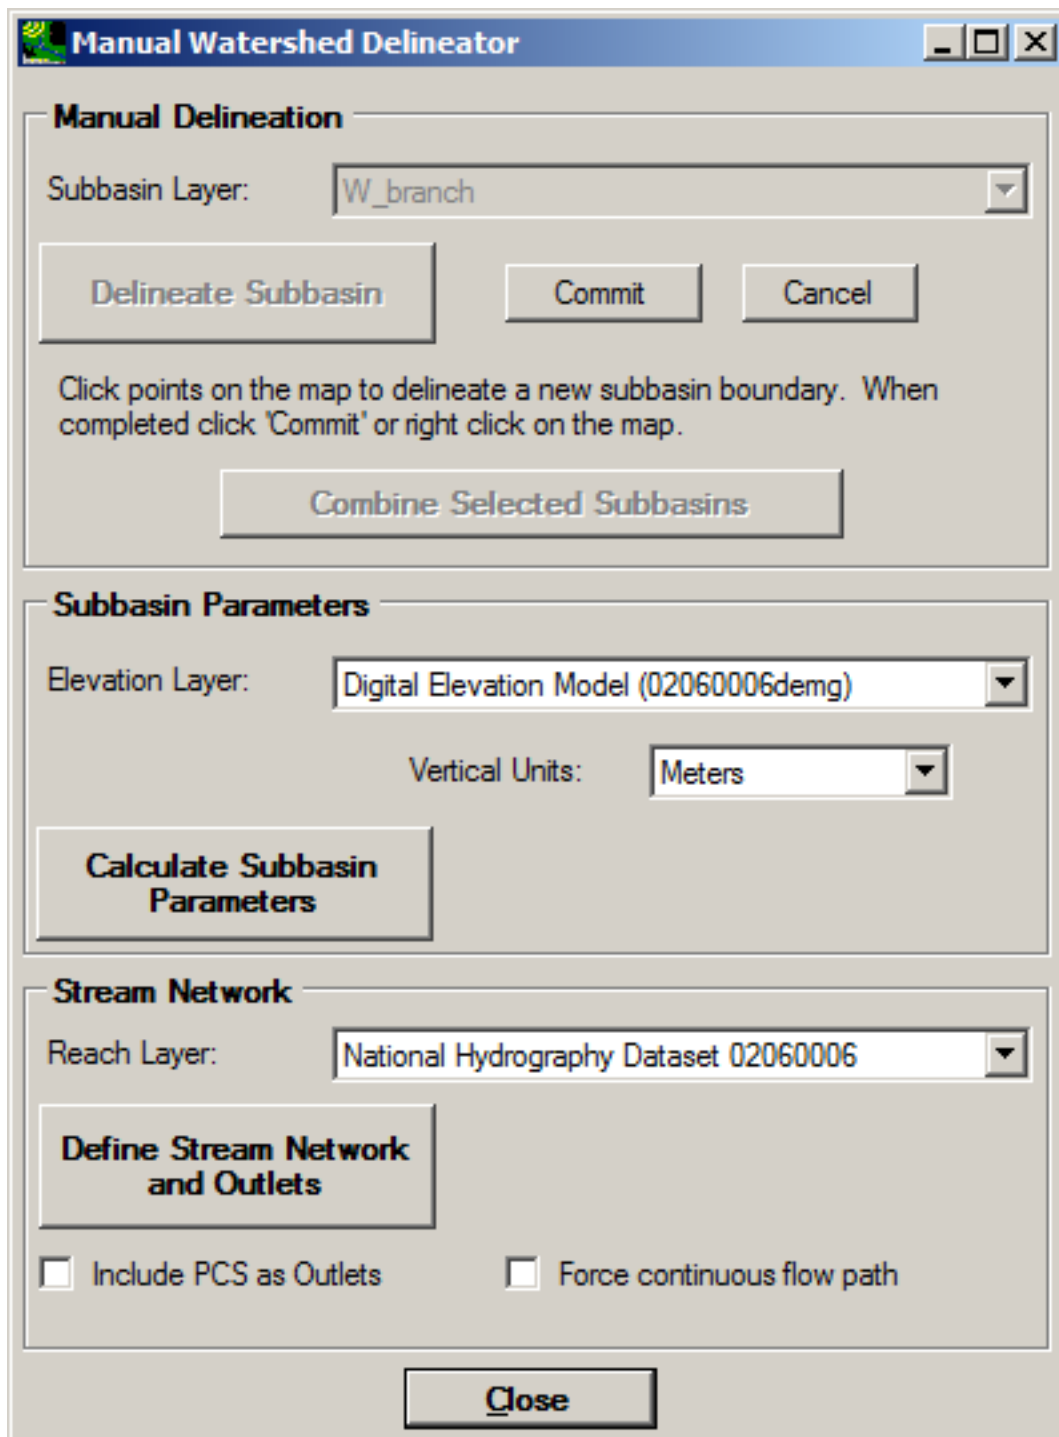 Manual Watershed Delineator
Manual Delineation
Subbasin Layer: W_branch
Delineate Subbasin Commit Cancel
Click points on the map to delineate a new subbasin boundary. When
completed click 'Commit' or right click on the map.
Combine Selected Subbasins
Subbasin Parameters
Elevation Layer: Digital Elevation Model (02060006demg)
Vertical Units: Meters
Calculate Subbasin
Parameters
Stream Network
Reach Layer: National Hydrography Dataset 02060006
Define Stream Network
and Outlets
Include PCS as Outlets Force continuous flow path
Close